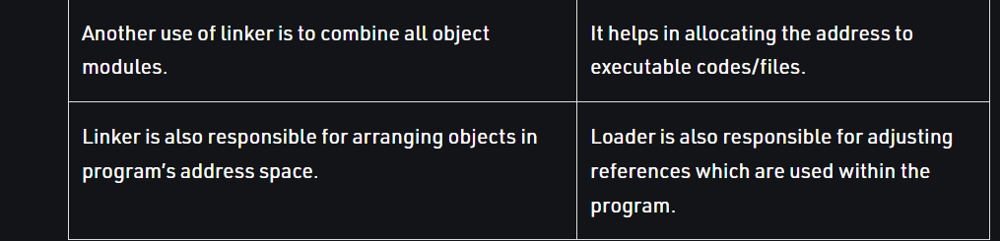 Another use of linker is to combine all object
modules.
It helps in allocating the address to
executable codes/files.
Linker is also responsible for arranging objects in
program’s address space.
Loader is also responsible for adjusting
references which are used within the
program.